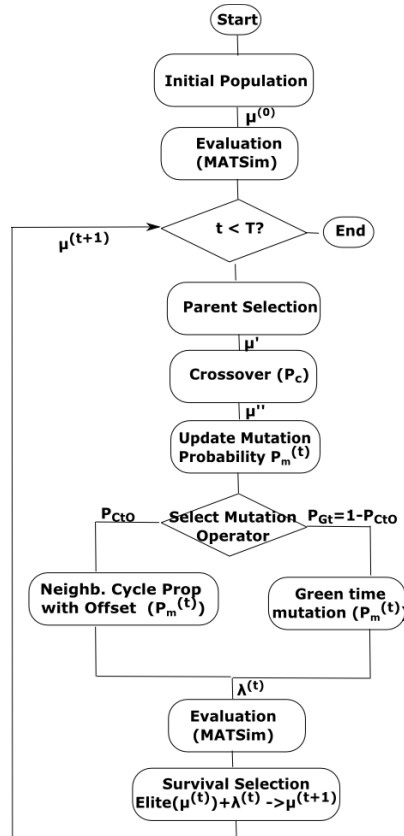 Start
Initial Population
μ(0)
Evaluation
(MATSim)
t < T?
End
μ(t+1)
Parent Selection
μ'
Crossover (Pc)
μ''
Update Mutation
Probability Pm(t)
PCtO
Select Mutation
Operator
PGt=1-PCtO
Neighb. Cycle Prop
with Offset (Pm(t))
Green time
mutation (Pm(t))
λ(t)
Evaluation
(MATSim)
Survival Selection
Elite(μ(t))+λ(t) ->μ(t+1)